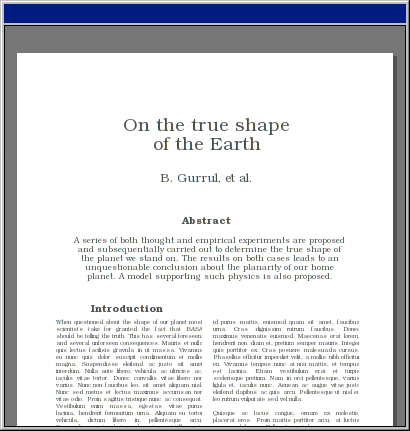 On the true shape
of the Earth
B. Gurrul, et al.
Abstract
A series of both thought and empirical experiments are proposed
and subsequentially carried out to determine the true shape of
the planet we stand on. The results on both cases leads to an
unquestionable conclusion about the planarity of our home
planet. A model supporting such physics is also proposed.
Introduction
When questioned about the shape of our planet most
scientists take for granted the fact that BASA
should be telling the truth. This has several foreseen,
and several unforeseen consequences. Mauris et nulla
quis lectus facilisis gravida in ut massa. Vivamus
eu nunc quis dolor suscipit condimentum et mollis
magna. Suspendisse eleifend ac justo sit amet
interdum. Nulla ante libero, vehicula ac ultricies ac,
iaculis vitae tortor. Donec convallis vitae libero non
varius. Nunc non faucibus leo, sit amet aliquam nisl.
Nunc sed metus et lectus maximus accumsan non
vitae odio. Proin sagittis tristique nunc ac consequat.
Vestibulum enim massa, egestas vitae purus
lacinia, hendrerit fermentum urna. Aliquam eu tortor
vehicula, dictum libero in, pellentesque arcu.
id purus mattis, euismod quam sit amet, faucibus
urna. Cras dignissim rutrum faucibus. Donec
maximus venenatis euismod. Maecenas erat lorem,
hendrerit non diam et, pretium semper mauris. Integer
quis porttitor ex. Cras posuere malesuada cursus.
Phasellus efficitur imperdiet velit, a mollis nibh efficitur
eu. Vivamus tempus nunc at nisi mattis, et tempus
est lacinia. Etiam vestibulum erat et turpis
scelerisque pretium. Nam in orci pellentesque, varius
ligula et, iaculis nunc. Aenean ac augue vitae justo
eleifend dapibus ac quis arcu. Pellentesque ut nisl et
leo rutrum vulputate sed vel nulla.
Quisque ac lacus congue, ornare ex molestie,
placerat eros. Proin mattis porttitor arcu, id luctus